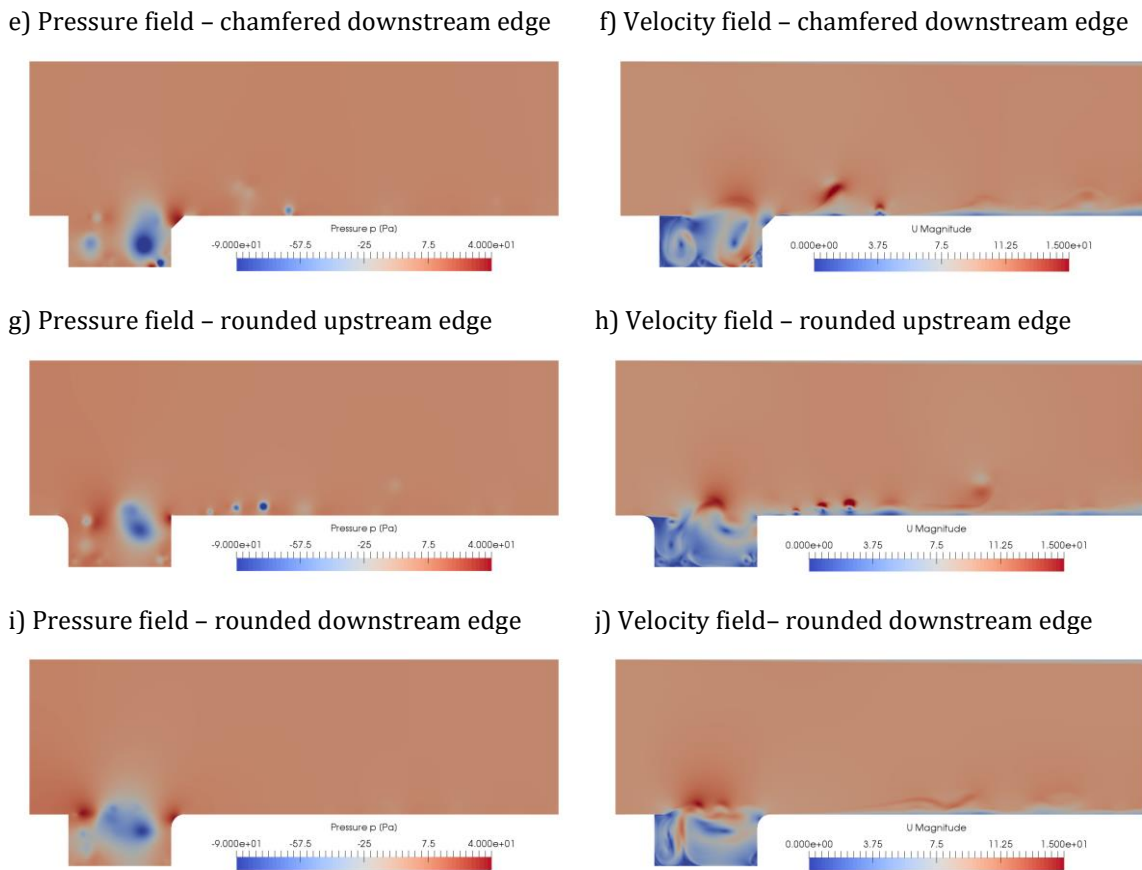 e) Pressure field – chamfered downstream edge
f) Velocity field – chamfered downstream edge
Pressure p (Pa)
-9.000e+01 -57.5 -25 7.5 4.000e+01
U Magnitude
0.000e+00 3.75 7.5 11.25 1.500e+01
g) Pressure field – rounded upstream edge
h) Velocity field – rounded upstream edge
Pressure p (Pa)
-9.000e+01 -57.5 -25 7.5 4.000e+01
U Magnitude
0.000e+00 3.75 7.5 11.25 1.500e+01
i) Pressure field – rounded downstream edge
j) Velocity field– rounded downstream edge
Pressure p (Pa)
-9.000e+01 -57.5 -25 7.5 4.000e+01
U Magnitude
0.000e+00 3.75 7.5 11.25 1.500e+01